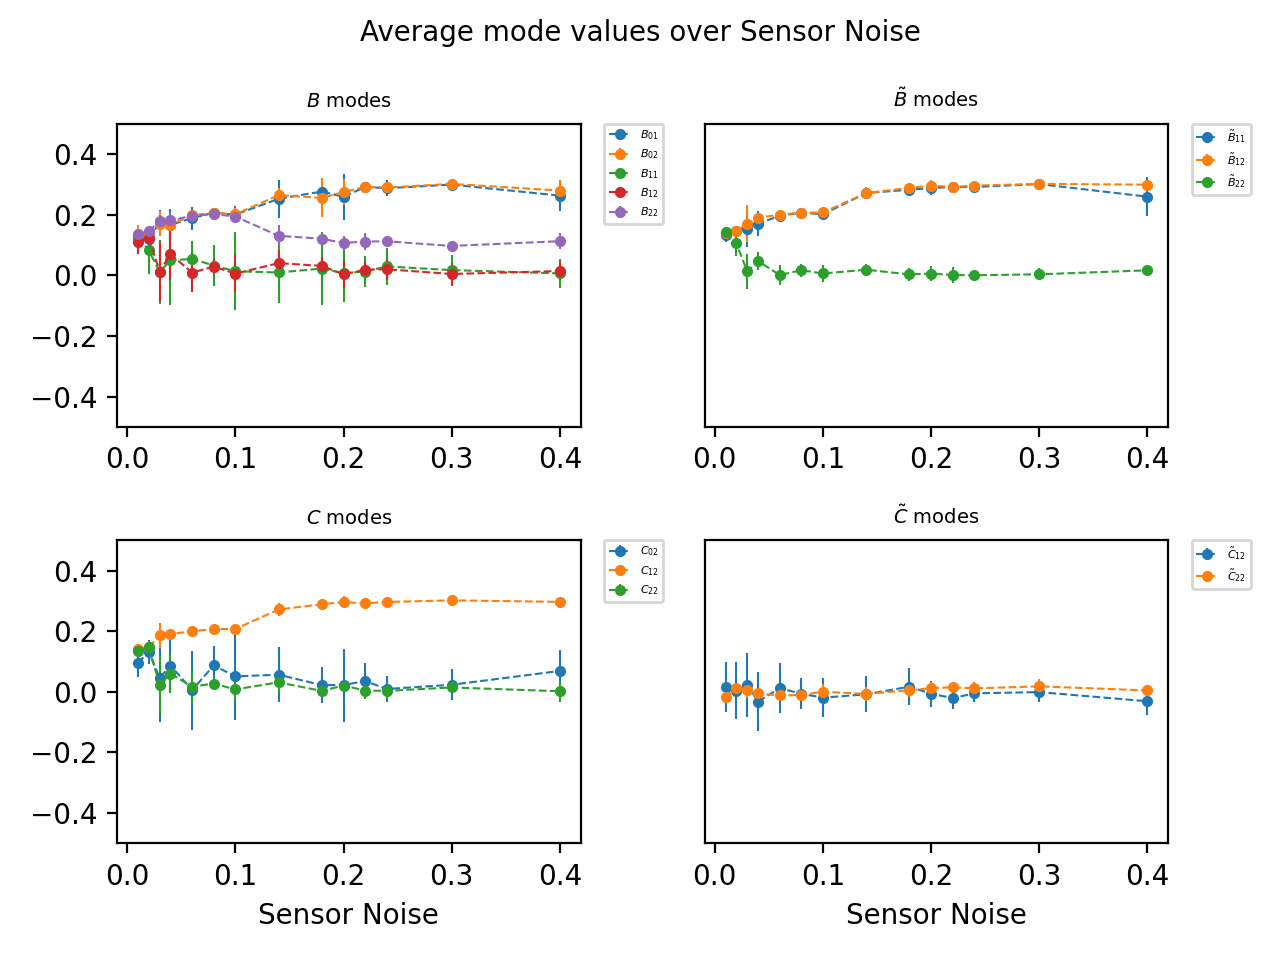 Average mode values over Sensor Noise
B modes
B̃ modes
0.4
0.2
0.0
−0.2
−0.4
0.0 0.1 0.2 0.3 0.4
B₀₁
B₀₂
B₁₁
B₁₂
B₂₂
0.0 0.1 0.2 0.3 0.4
B̃₁₁
B̃₁₂
B̃₂₂
C modes
C̃ modes
0.4
0.2
0.0
−0.2
−0.4
0.0 0.1 0.2 0.3 0.4
Sensor Noise
C₀₂
C₁₂
C₂₂
0.0 0.1 0.2 0.3 0.4
Sensor Noise
C̃₁₂
C̃₂₂